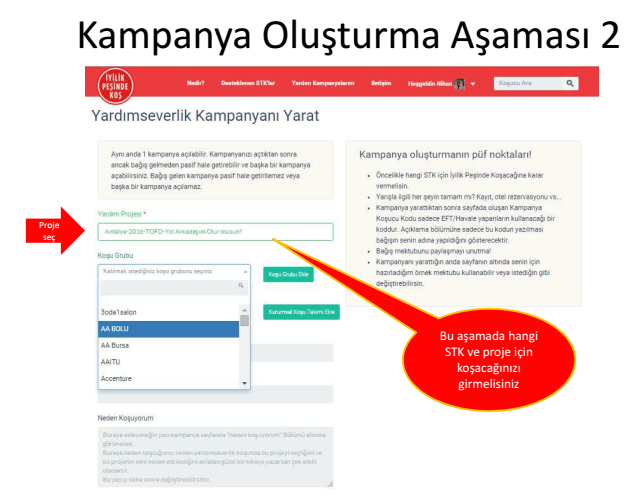 Kampanya Oluşturma Aşaması 2
İYİLİK
PEŞİNDE
KOŞ
Nedir?
Desteklenen STK'lar
Yardım Kampanyalarım
İletişim
Hoşgeldin Nilsen
Koşucu Ara
Yardımseverlik Kampanyanı Yarat
Aynı anda 1 kampanya açılabilir. Kampanyanızı açtıktan sonra
ancak bağış gelmeden pasif hale getirebilir ve başka bir kampanya
açabilirsiniz. Bağış gelen kampanya pasif hale getirilemez veya
başka bir kampanya açılamaz.
Kampanya oluşturmanın püf noktaları!
Öncelikle hangi STK için İyilik Peşinde Koşacağına karar
vermelisin.
Yarışla ilgili her şeyin tamam mı? Kayıt, otel rezervasyonu vs...
Kampanya yarattıktan sonra sayfada oluşan Kampanya
Koşucu Kodu sadece EFT/Havale yapanların kullanacağı bir
koddur. Açıklama bölümüne sadece bu kodun yazılması
bağışın senin adına yapıldığını gösterecektir.
Bağış mektubunu paylaşmayı unutma!
Kampanyanı yarattığın anda sayfanın altında senin için
hazırladığım örnek mektubu kullanabilir veya istediğin gibi
değiştirebilirsin.
Proje
seç
Yardım Projesi *
Antalya-2016-TOFD-Yol Arkadaşım Olur musun?
Koşu Grubu
Katılmak istediğiniz koşu grubunu seçiniz
Koşu Grubu Ekle
3oda1salon
Kurumsal Koşu Takımı Ekle
AA BOLU
AA Bursa
AAITU
Accenture
Bu aşamada hangi
STK ve proje için
koşacağınızı
girmelisiniz
Neden Koşuyorum
Buraya ekleyeceğin yazı kampanya sayfanda "neden koşuyorum" Bölümü altında
görünecek.
Buraya neden koştuğunu, neden yardımseverlik koşunda bu projeyi seçtiğini ve
bu projenin seni neden etkilediğini anlatan güzel bir hikaye yazarsan çok etkili
olacaktır.
Bu yazıyı daha sonra değiştirebilirsiniz.